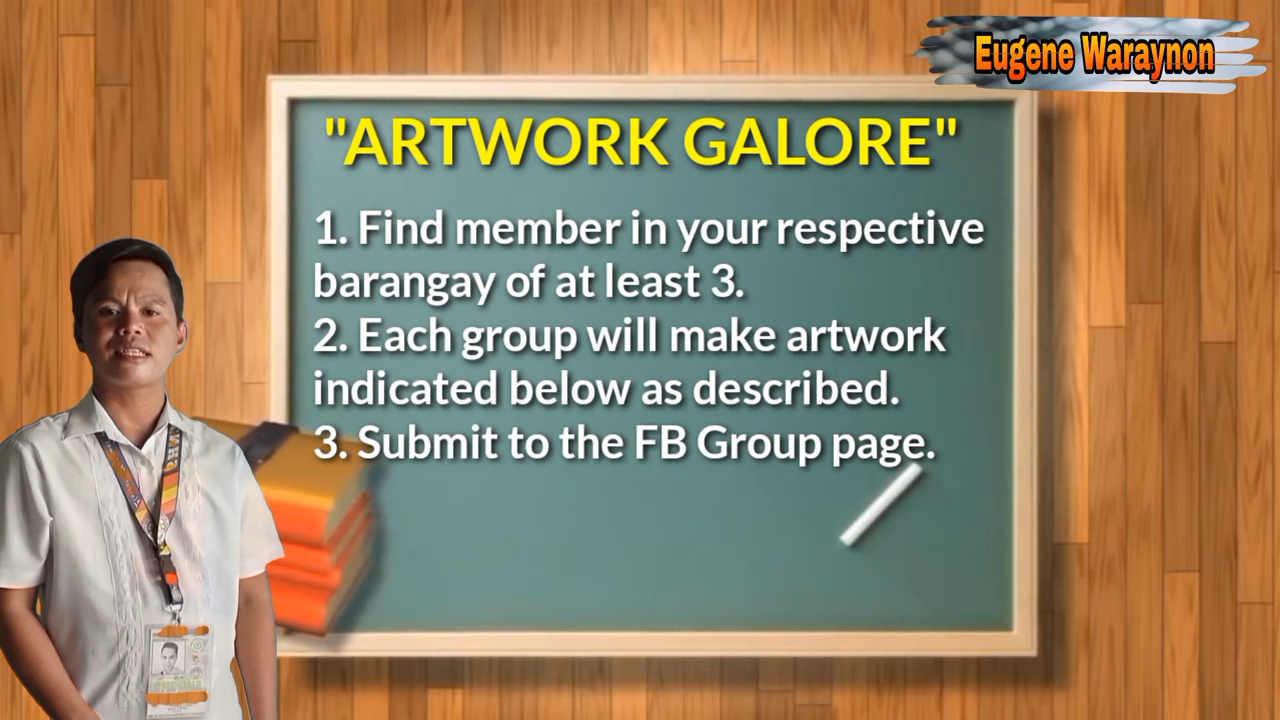 Eugene Waraynon
"ARTWORK GALORE"
1. Find member in your respective
barangay of at least 3.
2. Each group will make artwork
indicated below as described.
3. Submit to the FB Group page.